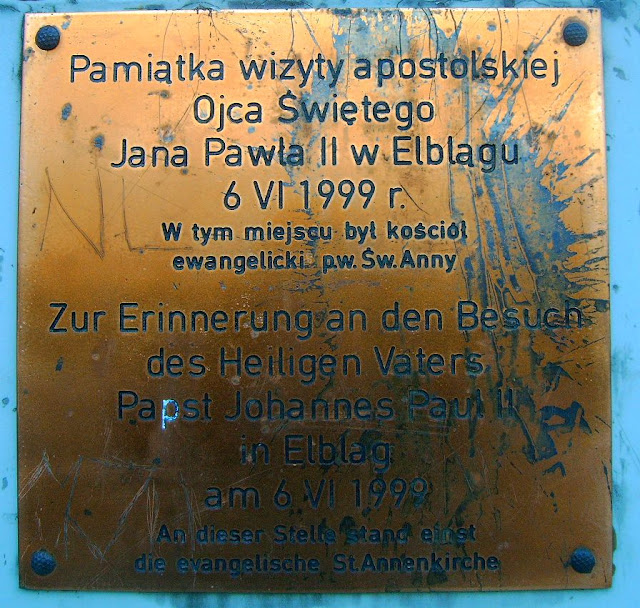 Pamiątka wizyty apostolskiej
Ojca Świętego
Jana Pawła II w Elblągu
6 VI 1999 r.
W tym miejscu był kościół
ewangelicki p.w. Św. Anny
Zur Erinnerung an den Besuch
des Heiligen Vaters
Papst Johannes Paul II
in Elbląg
am 6 VI 1999
An dieser Stelle stand einst
die evangelische St. Annenkirche